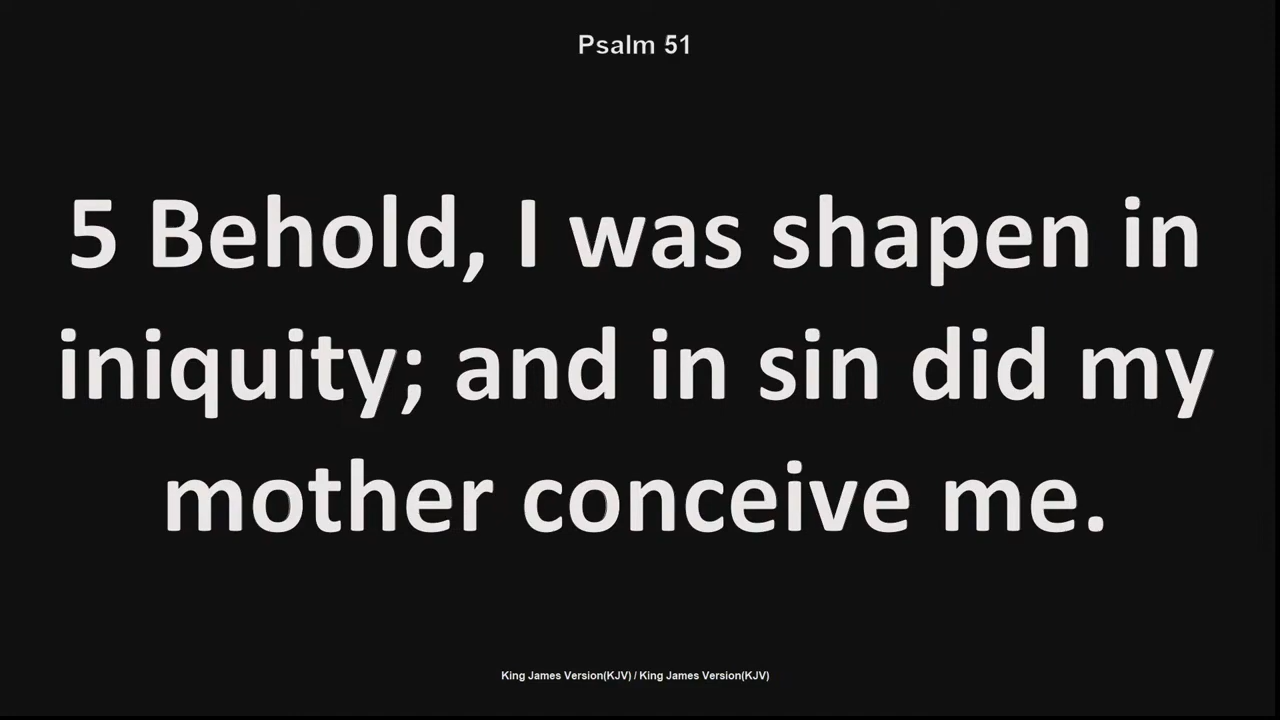 Psalm 51
5 Behold, I was shapen in
iniquity; and in sin did my
mother conceive me.
King James Version(KJV) / King James Version(KJV)